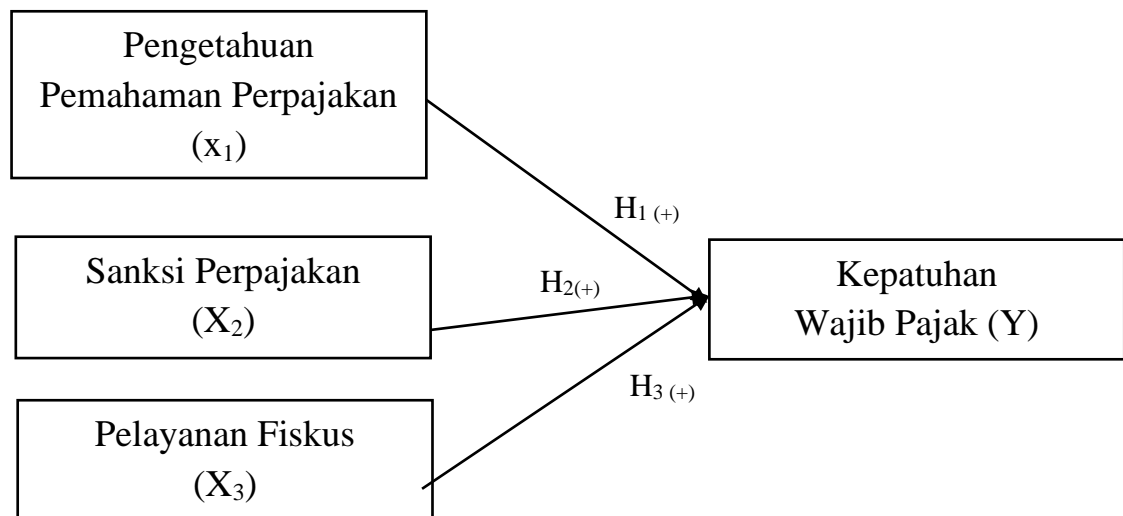 Pengetahuan
Pemahaman Perpajakan
(x₁)
H₁ (+)
Sanksi Perpajakan
(X₂)
H₂(+)
Kepatuhan
Wajib Pajak (Y)
H₃ (+)
Pelayanan Fiskus
(X₃)